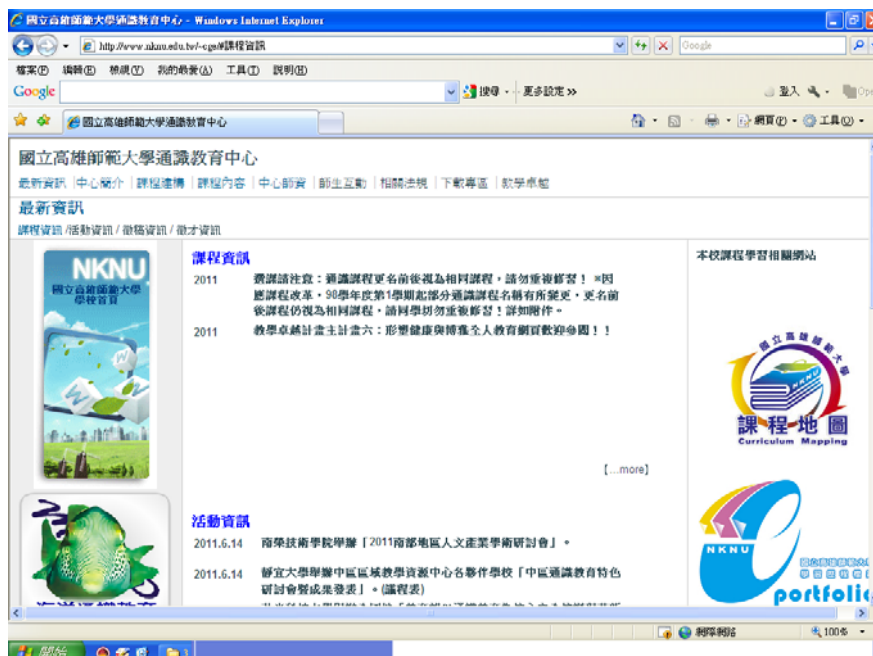 國立高雄師範大學通識教育中心 - Windows Internet Explorer
http://www.nknu.edu.tw/~cge/#課程資訊
Google
檔案(F) 編輯(E) 檢視(V) 我的最愛(A) 工具(T) 說明(H)
Google 搜尋 更多設定 >> 登入
國立高雄師範大學通識教育中心 網頁(P) 工具(O)
國立高雄師範大學通識教育中心
最新資訊 |中心簡介 |課程建構 |課程內容 |中心師資 |師生互動 |相關法規 |下載專區 |教學卓越
最新資訊
課程資訊 /活動資訊 / 徵稿資訊 / 徵才資訊
NKNU
國立高雄師範大學
學校首頁
課程資訊
2011 選課請注意：通識課程更名前後視為相同課程，請勿重複修習！ ※因
應課程改革，98學年度第1學期起部分通識課程名稱有所變更，更名前
後課程仍視為相同課程，請同學切勿重複修習！詳如附件。
2011 教學卓越計畫主計畫六：形塑健康與博雅全人教育網頁歡迎參閱！！
[...more]
本校課程學習相關網站
國立高雄師範大學
NKNU
課程地圖
Curriculum Mapping
NKNU
portfolio
活動資訊
2011.6.14 南榮技術學院舉辦「2011南部地區人文產業學術研討會」。
2011.6.14 靜宜大學舉辦中區區域教學資源中心各夥伴學校「中區通識教育特色
研討會暨成果發表」。(議程表)
海洋通識教育
網際網路 100%
開始